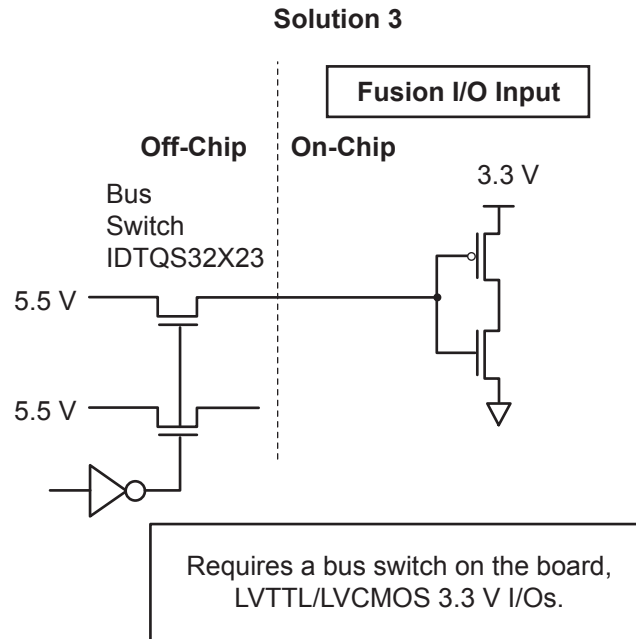 Solution 3
Fusion I/O Input
Off-Chip
On-Chip
Bus
Switch
IDTQS32X23
3.3 V
5.5 V
5.5 V
Requires a bus switch on the board,
LVTTL/LVCMOS 3.3 V I/Os.